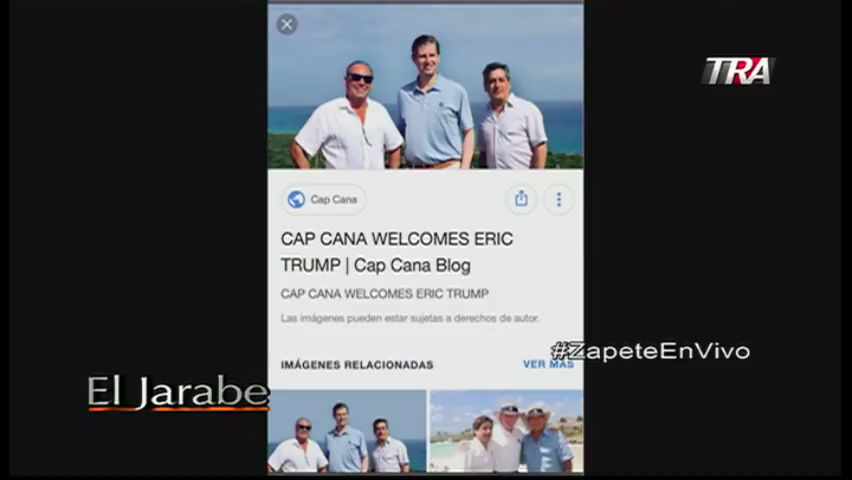 TRA
Cap Cana
CAP CANA WELCOMES ERIC
TRUMP | Cap Cana Blog
CAP CANA WELCOMES ERIC TRUMP
Las imágenes pueden estar sujetas a derechos de autor.
#ZapeteEnVivo
IMÁGENES RELACIONADAS
VER MÁS
El Jarabe